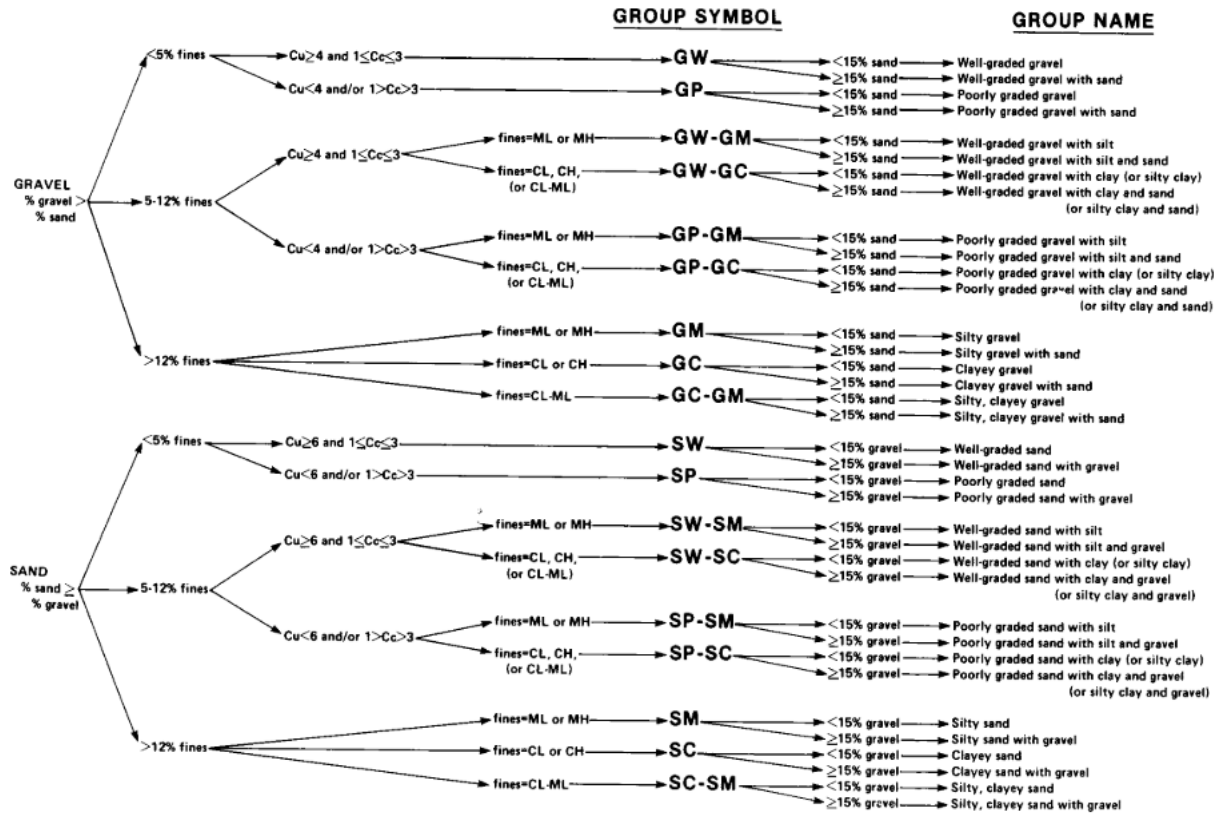 GROUP SYMBOL GROUP NAME
<5% fines Cu≥4 and 1≤Cc≤3 GW <15% sand Well-graded gravel
≥15% sand Well-graded gravel with sand
Cu<4 and/or 1>Cc>3 GP <15% sand Poorly graded gravel
≥15% sand Poorly graded gravel with sand
fines=ML or MH GW-GM <15% sand Well-graded gravel with silt
Cu≥4 and 1≤Cc≤3 ≥15% sand Well-graded gravel with silt and sand
fines=CL, CH, GW-GC <15% sand Well-graded gravel with clay (or silty clay)
GRAVEL (or CL-ML) ≥15% sand Well-graded gravel with clay and sand
% gravel > 5-12% fines (or silty clay and sand)
% sand
fines=ML or MH GP-GM <15% sand Poorly graded gravel with silt
Cu<4 and/or 1>Cc>3 ≥15% sand Poorly graded gravel with silt and sand
fines=CL, CH, GP-GC <15% sand Poorly graded gravel with clay (or silty clay)
(or CL-ML) ≥15% sand Poorly graded gravel with clay and sand
(or silty clay and sand)
fines=ML or MH GM <15% sand Silty gravel
≥15% sand Silty gravel with sand
>12% fines fines=CL or CH GC <15% sand Clayey gravel
≥15% sand Clayey gravel with sand
fines=CL-ML GC-GM <15% sand Silty, clayey gravel
≥15% sand Silty, clayey gravel with sand
<5% fines Cu≥6 and 1≤Cc≤3 SW <15% gravel Well-graded sand
≥15% gravel Well-graded sand with gravel
Cu<6 and/or 1>Cc>3 SP <15% gravel Poorly graded sand
≥15% gravel Poorly graded sand with gravel
fines=ML or MH SW-SM <15% gravel Well-graded sand with silt
Cu≥6 and 1≤Cc≤3 ≥15% gravel Well-graded sand with silt and gravel
fines=CL, CH, SW-SC <15% gravel Well-graded sand with clay (or silty clay)
SAND (or CL-ML) ≥15% gravel Well-graded sand with clay and gravel
% sand ≥ 5-12% fines (or silty clay and gravel)
% gravel
fines=ML or MH SP-SM <15% gravel Poorly graded sand with silt
Cu<6 and/or 1>Cc>3 ≥15% gravel Poorly graded sand with silt and gravel
fines=CL, CH, SP-SC <15% gravel Poorly graded sand with clay (or silty clay)
(or CL-ML) ≥15% gravel Poorly graded sand with clay and gravel
(or silty clay and gravel)
fines=ML or MH SM <15% gravel Silty sand
≥15% gravel Silty sand with gravel
>12% fines fines=CL or CH SC <15% gravel Clayey sand
≥15% gravel Clayey sand with gravel
fines=CL-ML SC-SM <15% gravel Silty, clayey sand
≥15% gravel Silty, clayey sand with gravel